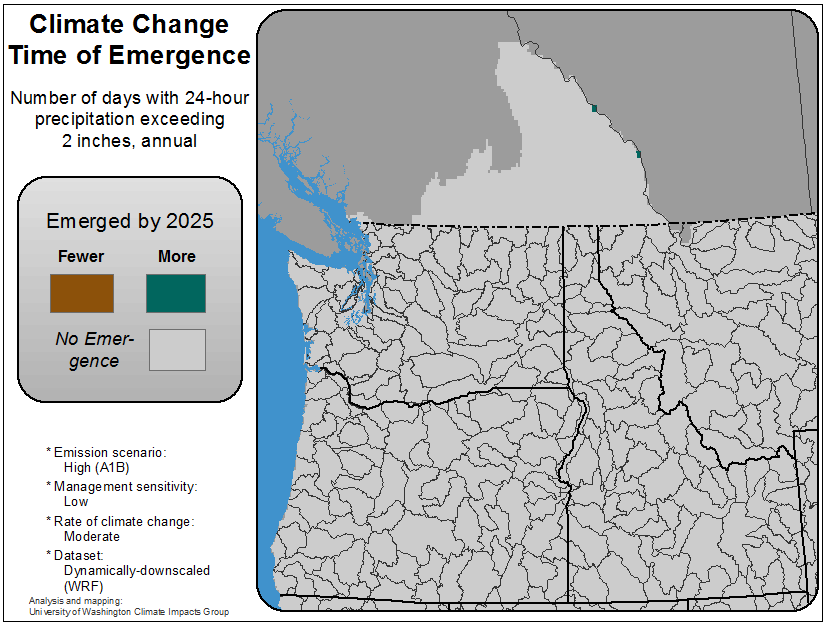 Climate Change
Time of Emergence
Number of days with 24-hour
precipitation exceeding
2 inches, annual
Emerged by 2025
Fewer More
No Emer-
gence
* Emission scenario:
High (A1B)
* Management sensitivity:
Low
* Rate of climate change:
Moderate
* Dataset:
Dynamically-downscaled
(WRF)
Analysis and mapping:
University of Washington Climate Impacts Group